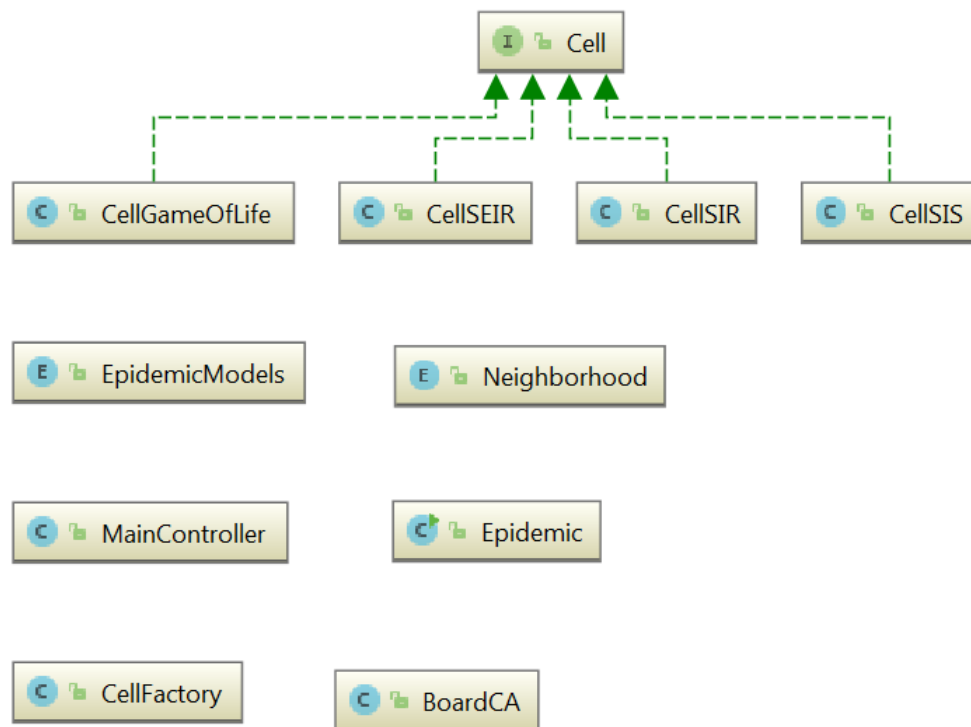 I Cell
C CellGameOfLife
C CellSEIR
C CellSIR
C CellSIS
E EpidemicModels
E Neighborhood
C MainController
C Epidemic
C CellFactory
C BoardCA